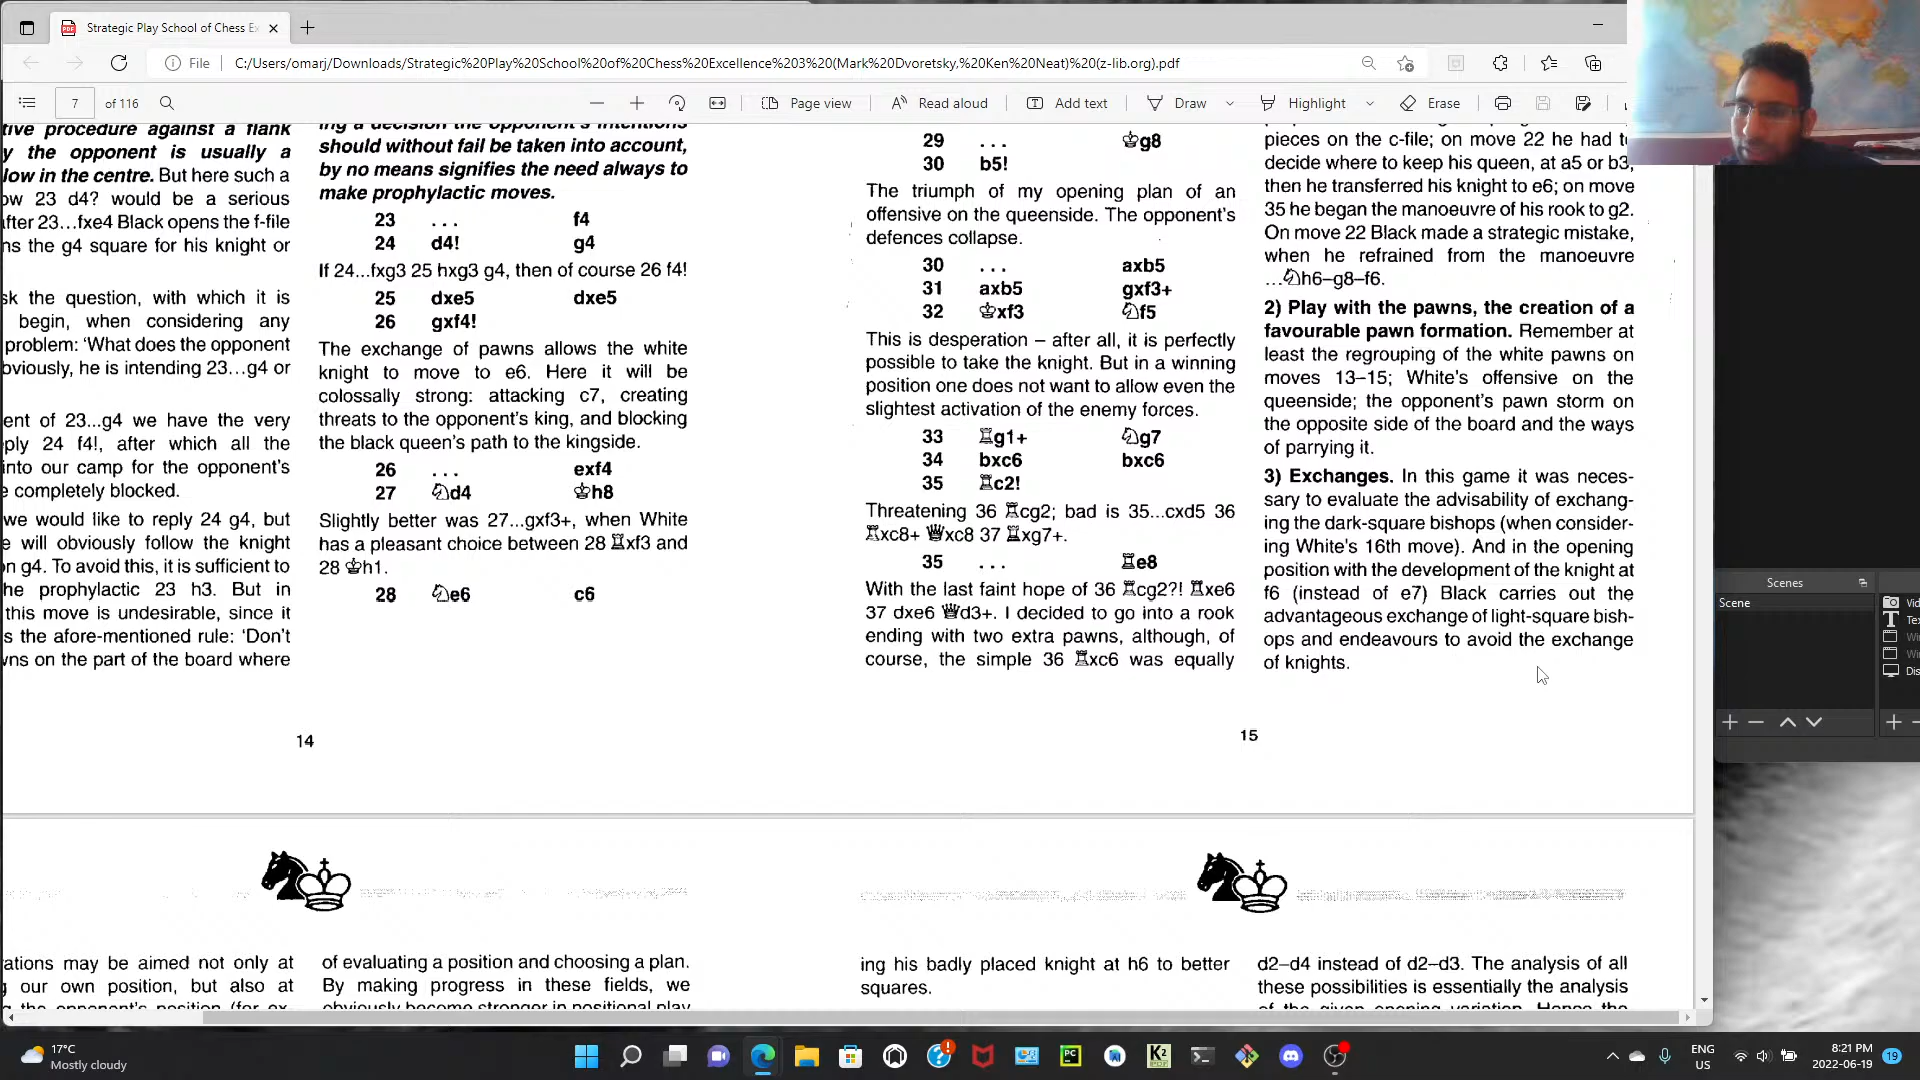 Strategic Play School of Chess Ex
File
C:/Users/omarj/Downloads/Strategic%20Play%20School%20of%20Chess%20Excellence%203%20(Mark%20Dvoretsky,%20Ken%20Neat)%20(z-lib.org).pdf
7 of 116
Page view
Read aloud
Add text
Draw
Highlight
Erase
tive procedure against a flank
y the opponent is usually a
low in the centre. But here such a
ow 23 d4? would be a serious
after 23...fxe4 Black opens the f-file
ns the g4 square for his knight or
sk the question, with which it is
begin, when considering any
problem: 'What does the opponent
bviously, he is intending 23...g4 or
ent of 23...g4 we have the very
ply 24 f4!, after which all the
into our camp for the opponent's
e completely blocked.
we would like to reply 24 g4, but
e will obviously follow the knight
on g4. To avoid this, it is sufficient to
he prophylactic 23 h3. But in
this move is undesirable, since it
s the afore-mentioned rule: 'Don't
wns on the part of the board where
ing a decision the opponent's intentions
should without fail be taken into account,
by no means signifies the need always to
make prophylactic moves.
23 ... f4
24 d4! g4
If 24...fxg3 25 hxg3 g4, then of course 26 f4!
25 dxe5 dxe5
26 gxf4!
The exchange of pawns allows the white
knight to move to e6. Here it will be
colossally strong: attacking c7, creating
threats to the opponent's king, and blocking
the black queen's path to the kingside.
26 ... exf4
27 ♘d4 ♔h8
Slightly better was 27...gxf3+, when White
has a pleasant choice between 28 ♖xf3 and
28 ♔h1.
28 ♘e6 c6
14
29 ... ♔g8
30 b5!
The triumph of my opening plan of an
offensive on the queenside. The opponent's
defences collapse.
30 ... axb5
31 axb5 gxf3+
32 ♔xf3 ♘f5
This is desperation – after all, it is perfectly
possible to take the knight. But in a winning
position one does not want to allow even the
slightest activation of the enemy forces.
33 ♖g1+ ♘g7
34 bxc6 bxc6
35 ♖c2!
Threatening 36 ♖cg2; bad is 35...cxd5 36
♖xc8+ ♕xc8 37 ♖xg7+.
35 ... ♖e8
With the last faint hope of 36 ♖cg2?! ♖xe6
37 dxe6 ♕d3+. I decided to go into a rook
ending with two extra pawns, although, of
course, the simple 36 ♖xc6 was equally
pieces on the c-file; on move 22 he had to
decide where to keep his queen, at a5 or b3,
then he transferred his knight to e6; on move
35 he began the manoeuvre of his rook to g2.
On move 22 Black made a strategic mistake,
when he refrained from the manoeuvre
...♘h6–g8–f6.
2) Play with the pawns, the creation of a
favourable pawn formation. Remember at
least the regrouping of the white pawns on
moves 13–15; White's offensive on the
queenside; the opponent's pawn storm on
the opposite side of the board and the ways
of parrying it.
3) Exchanges. In this game it was neces-
sary to evaluate the advisability of exchang-
ing the dark-square bishops (when consider-
ing White's 16th move). And in the opening
position with the development of the knight at
f6 (instead of e7) Black carries out the
advantageous exchange of light-square bish-
ops and endeavours to avoid the exchange
of knights.
15
rations may be aimed not only at
our own position, but also at
of evaluating a position and choosing a plan.
By making progress in these fields, we
obviously become stronger in positional play
ing his badly placed knight at h6 to better
squares.
d2–d4 instead of d2–d3. The analysis of all
these possibilities is essentially the analysis
of the given opening variation. Hence the
Scenes
Scene
17°C
Mostly cloudy
ENG
US
8:21 PM
2022-06-19
19